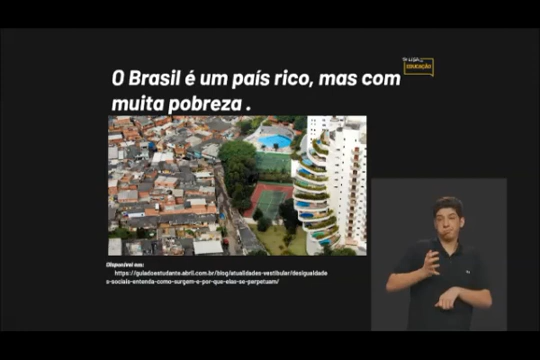 O Brasil é um país rico, mas com
muita pobreza .
EDUCAÇÃO
Disponível em:
https://guiadoestudante.abril.com.br/blog/atualidades-vestibular/desigualdade
s-sociais-entenda-como-surgem-e-por-que-elas-se-perpetuam/